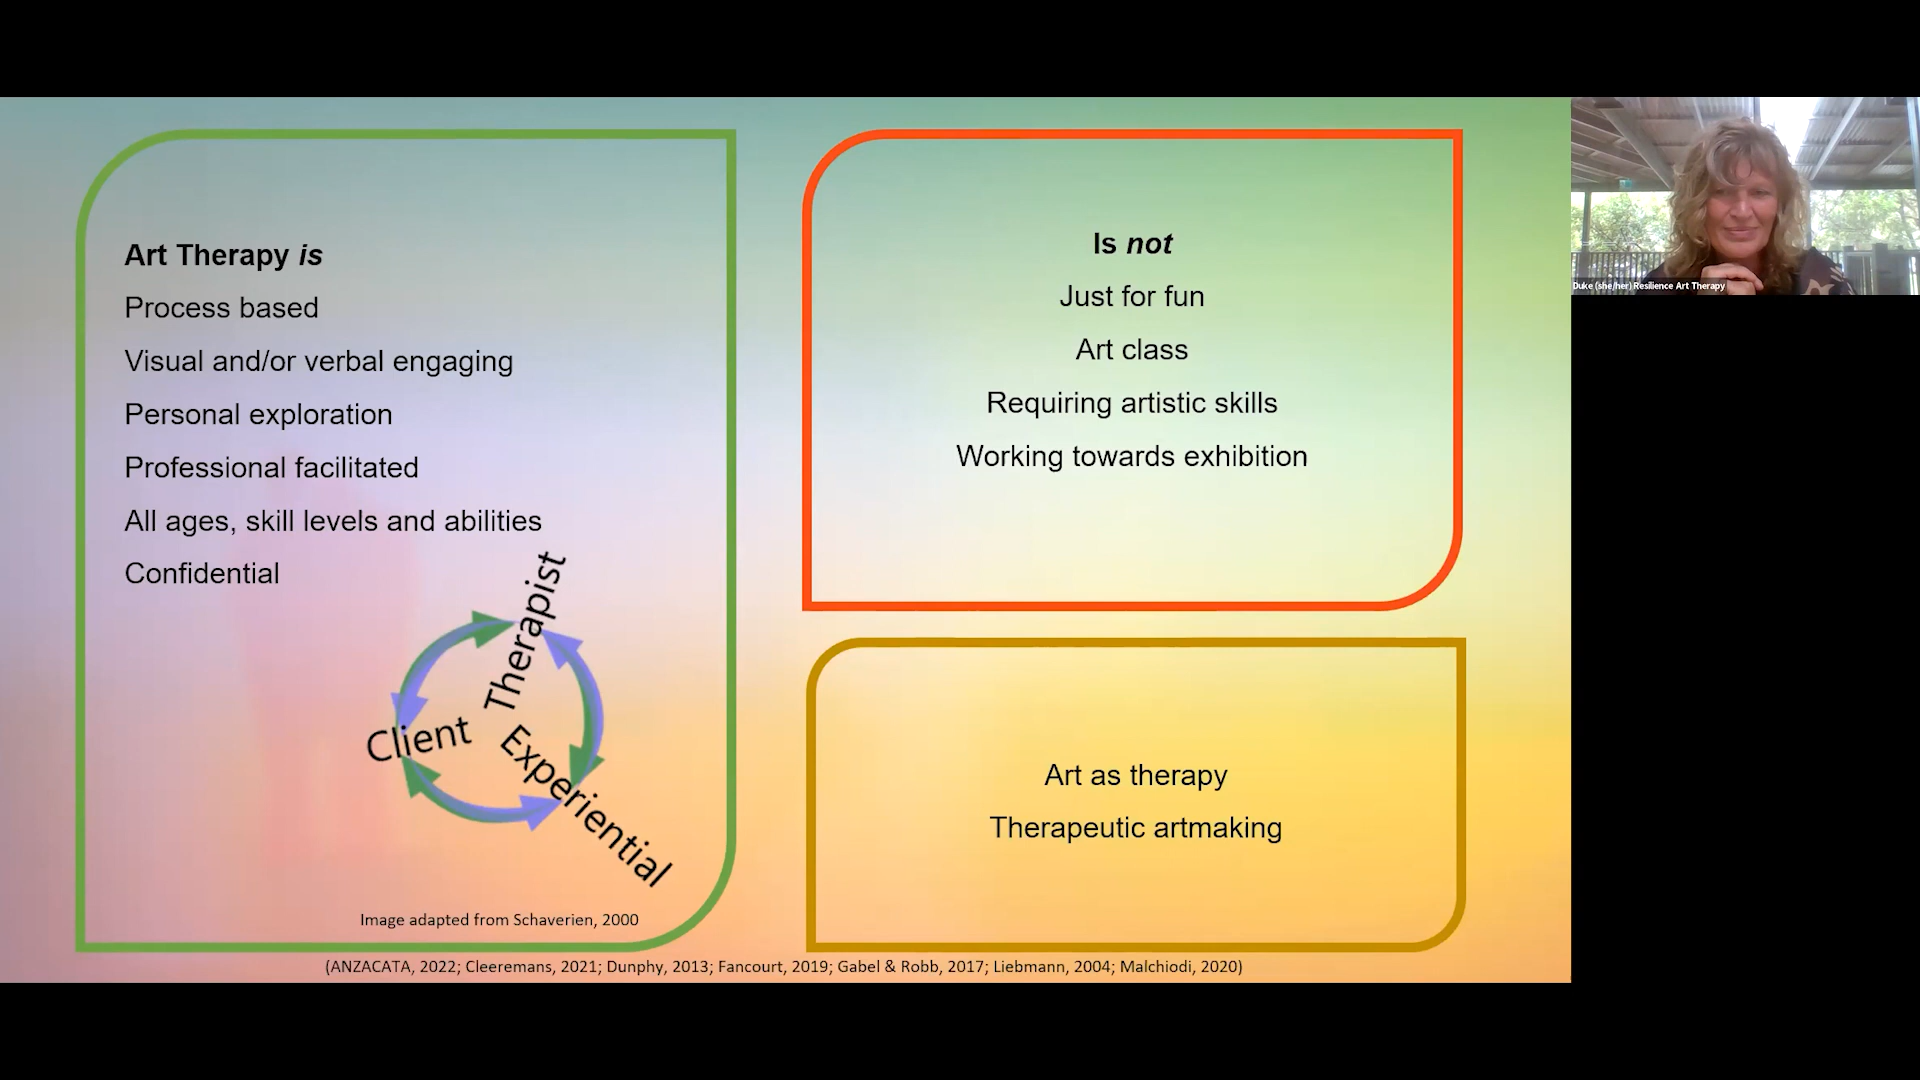 Art Therapy is
Process based
Visual and/or verbal engaging
Personal exploration
Professional facilitated
All ages, skill levels and abilities
Confidential
Therapist
Client
Experiential
Image adapted from Schaverien, 2000
Is not
Just for fun
Art class
Requiring artistic skills
Working towards exhibition
Art as therapy
Therapeutic artmaking
(ANZACATA, 2022; Cleeremans, 2021; Dunphy, 2013; Fancourt, 2019; Gabel & Robb, 2017; Liebmann, 2004; Malchiodi, 2020)
Duke (she/her) Resilience Art Therapy